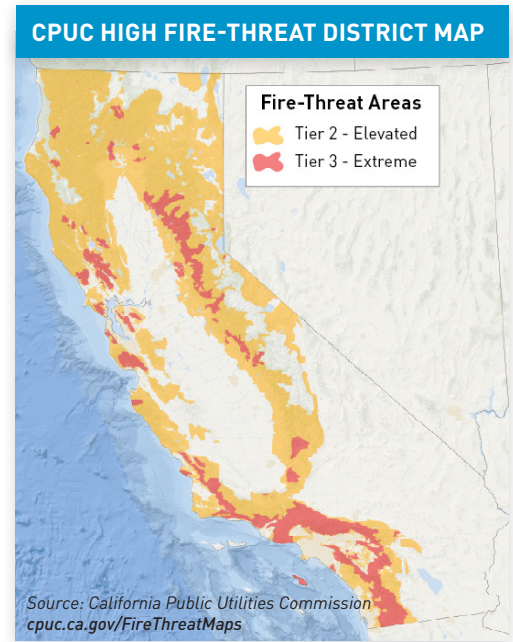 CPUC HIGH FIRE-THREAT DISTRICT MAP
Fire-Threat Areas
Tier 2 - Elevated
Tier 3 - Extreme
Source: California Public Utilities Commission
cpuc.ca.gov/FireThreatMaps